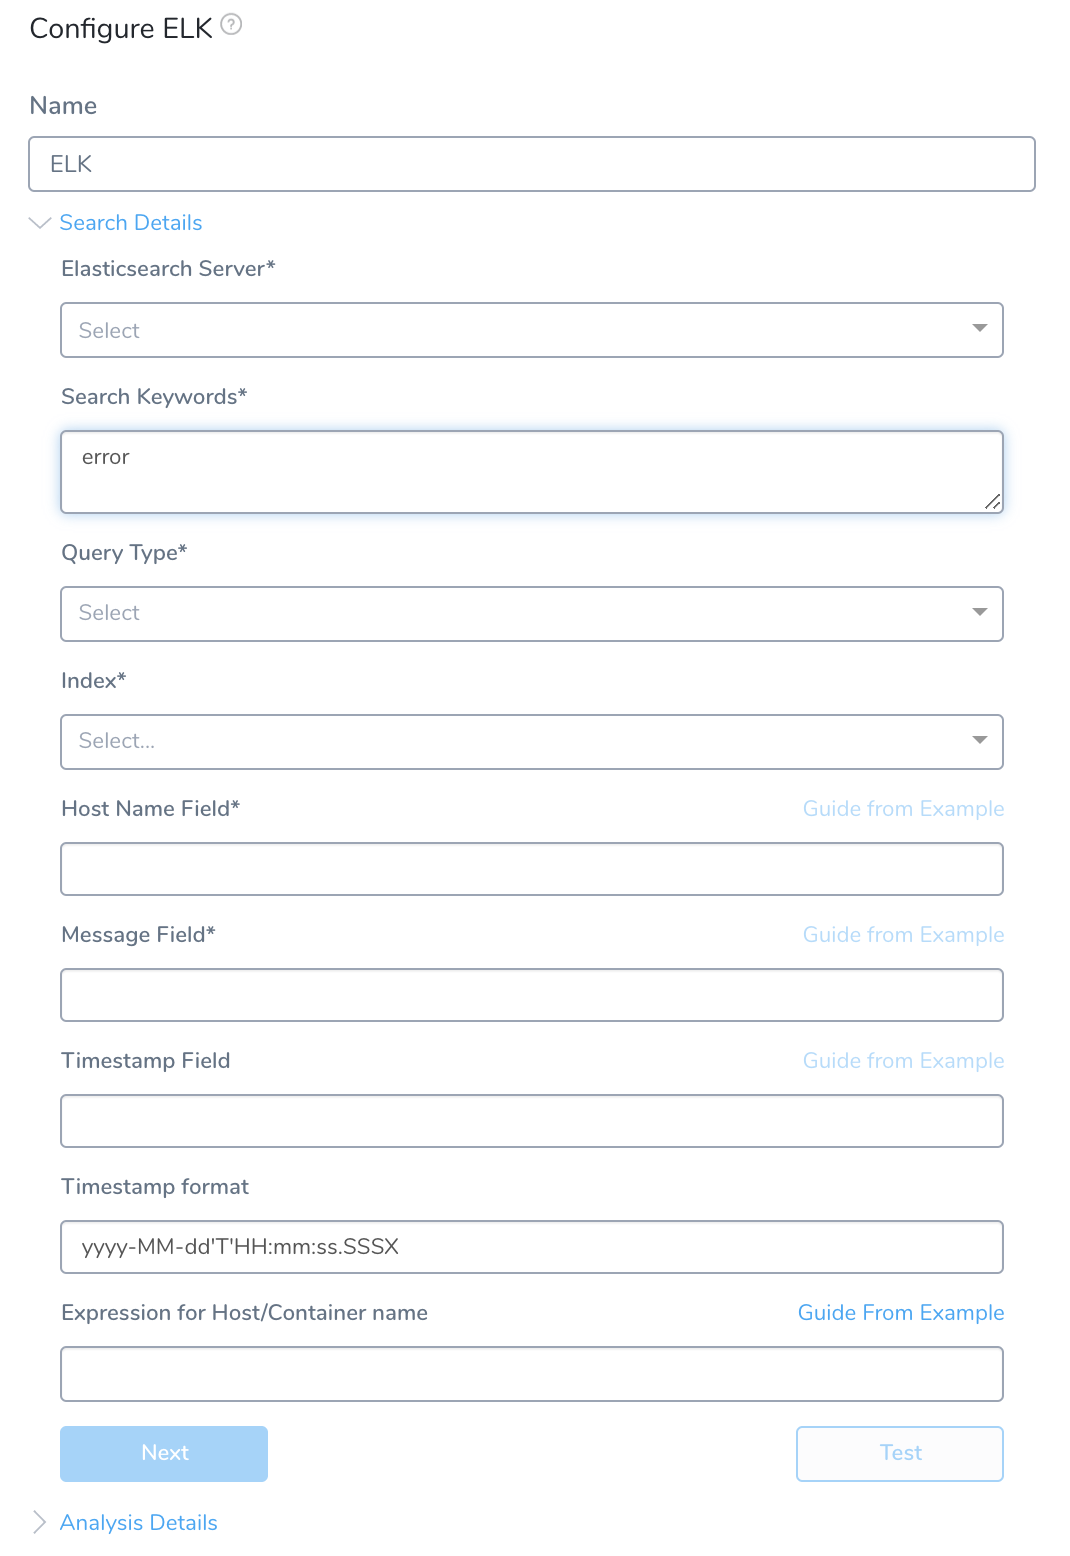 Configure ELK ?
Name
ELK
Search Details
Elasticsearch Server*
Select
Search Keywords*
error
Query Type*
Select
Index*
Select...
Host Name Field* Guide from Example
Message Field* Guide from Example
Timestamp Field Guide from Example
Timestamp format
yyyy-MM-dd'T'HH:mm:ss.SSSX
Expression for Host/Container name Guide From Example
Next Test
Analysis Details